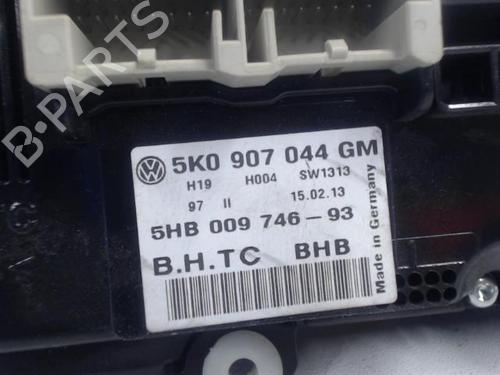 5K0 907 044 GM
H19 H004 SW1313
97 II 15.02.13
5HB 009 746-93
B.H.TC BHB
Made in Germany
B-Parts